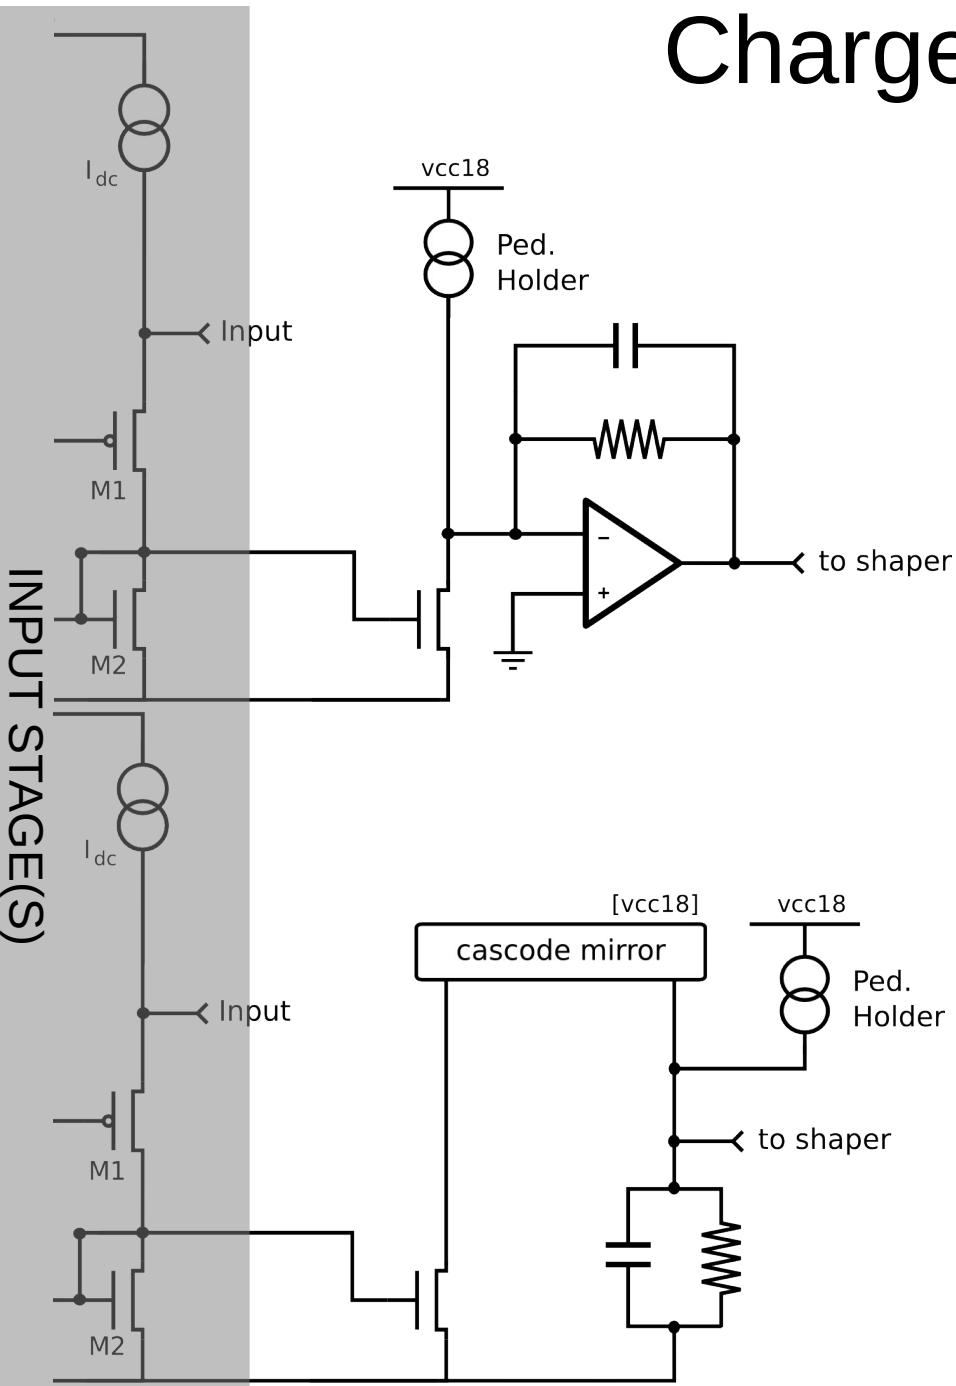 Charge
vcc18
Ped.
Holder
I dc
Input
M1
to shaper
-
+
M2
INPUT STAGE(S)
I dc
[vcc18]
vcc18
cascode mirror
Ped.
Holder
Input
to shaper
M1
M2